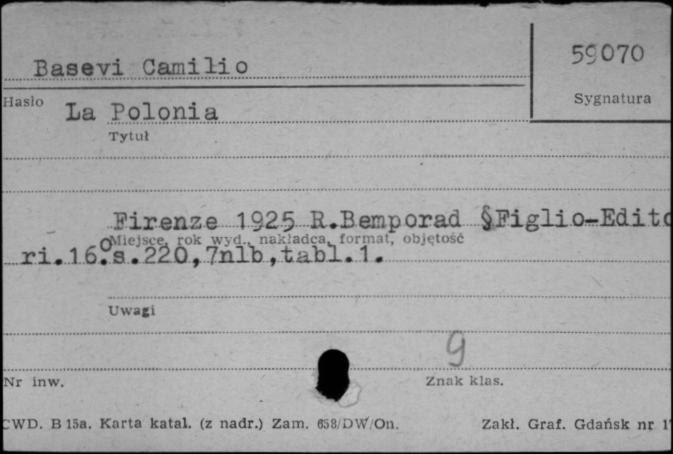 Basevi Camilio
59070
Hasło
Sygnatura
La Polonia
Tytuł
Firenze 1925 R.Bemporad §Figlio-Edito
Miejsce, rok wyd., nakładca, format, objętość
ri.16.°s.220,7nlb,tabl.1.
Uwagi
9
Nr inw.
Znak klas.
CWD. B 15a. Karta katal. (z nadr.) Zam. 658/DW/On.
Zakł. Graf. Gdańsk nr 1